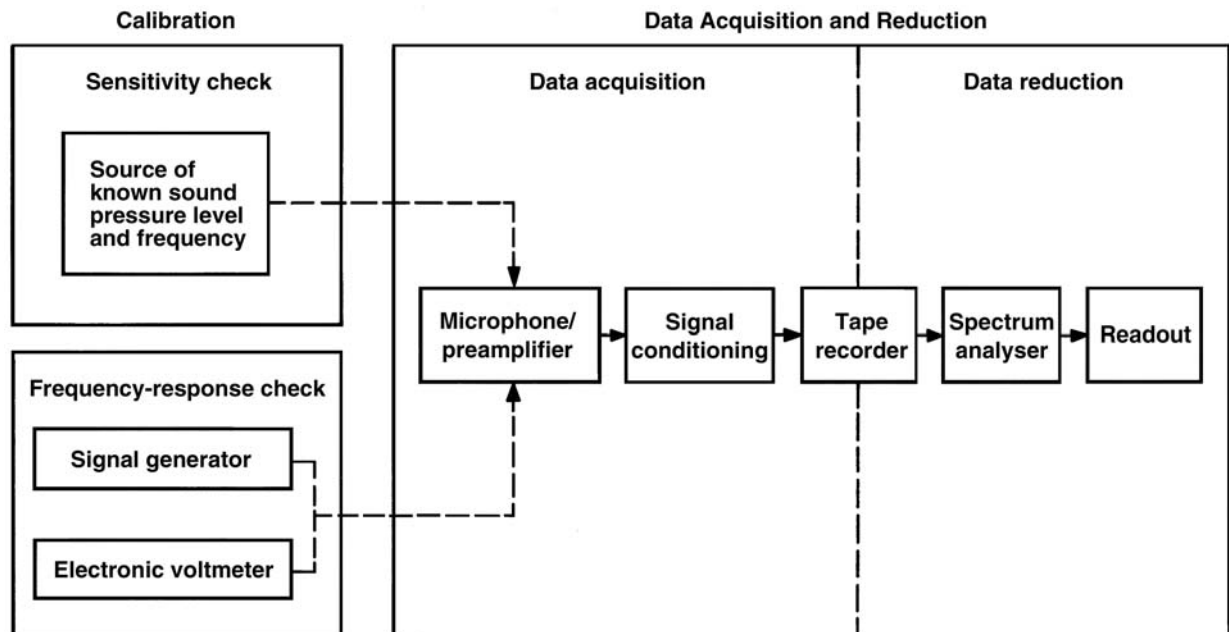 Calibration
Data Acquisition and Reduction
Sensitivity check
Source of
known sound
pressure level
and frequency
Frequency-response check
Signal generator
Electronic voltmeter
Data acquisition
Data reduction
Microphone/
preamplifier
Signal
conditioning
Tape
recorder
Spectrum
analyser
Readout